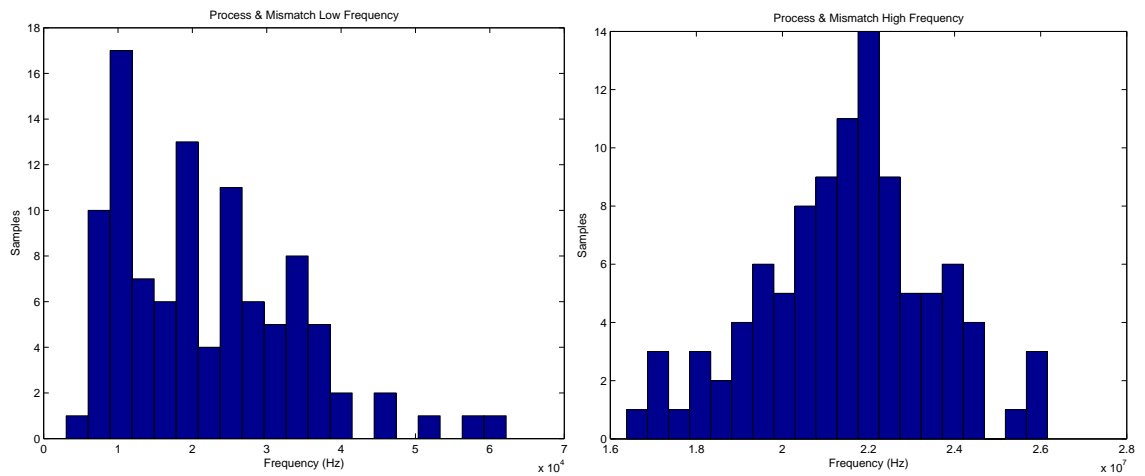 Process & Mismatch Low Frequency
18
16
14
12
10
8
6
4
2
0
Samples
0 1 2 3 4 5 6 7
Frequency (Hz)
x 10^4
Process & Mismatch High Frequency
14
12
10
8
6
4
2
0
Samples
1.6 1.8 2 2.2 2.4 2.6 2.8
Frequency (Hz)
x 10^7